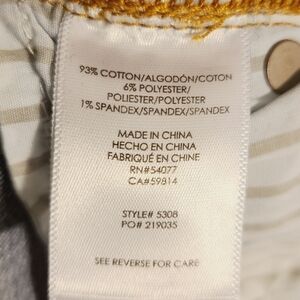 93% COTTON/ALGODÓN/COTON
6% POLYESTER/
POLIESTER/POLYESTER
1% SPANDEX/SPANDEX/SPANDEX
MADE IN CHINA
HECHO EN CHINA
FABRIQUÉ EN CHINE
RN#54077
CA#59814
STYLE# 5308
PO# 219035
SEE REVERSE FOR CARE